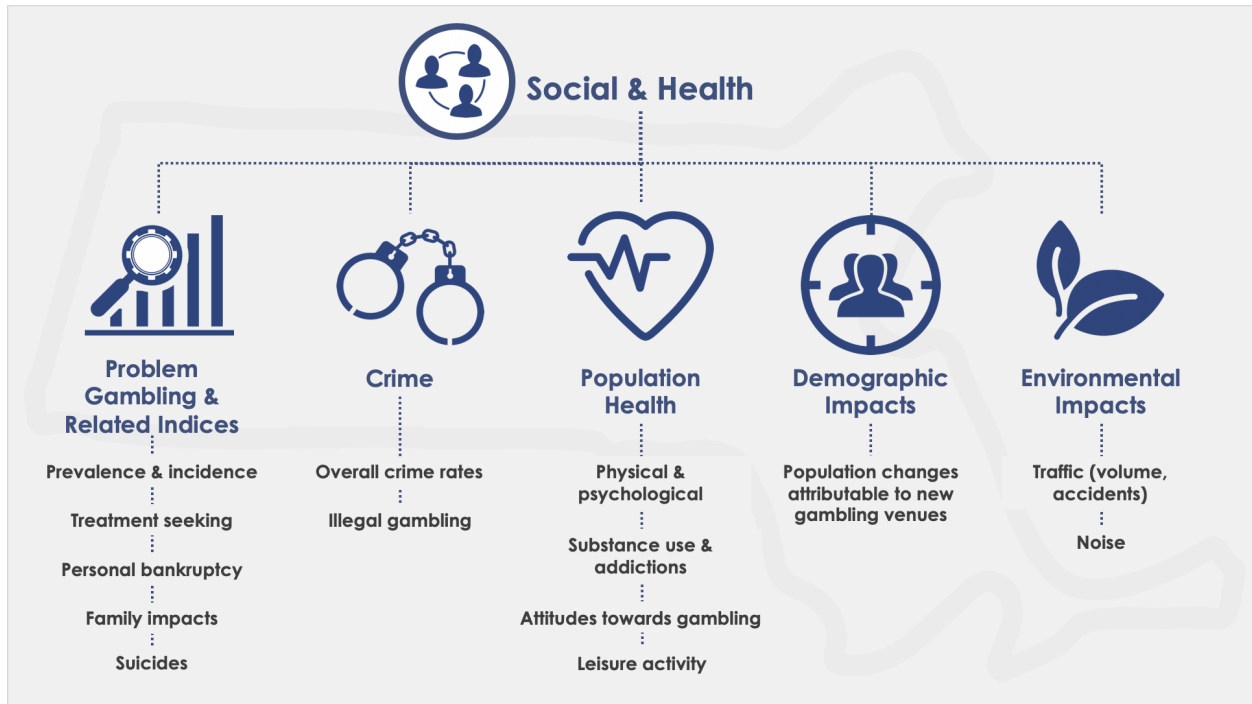 Social & Health
Problem
Gambling &
Related Indices
Prevalence & incidence
Treatment seeking
Personal bankruptcy
Family impacts
Suicides
Crime
Overall crime rates
Illegal gambling
Population
Health
Physical &
psychological
Substance use &
addictions
Attitudes towards gambling
Leisure activity
Demographic
Impacts
Population changes
attributable to new
gambling venues
Environmental
Impacts
Traffic (volume,
accidents)
Noise